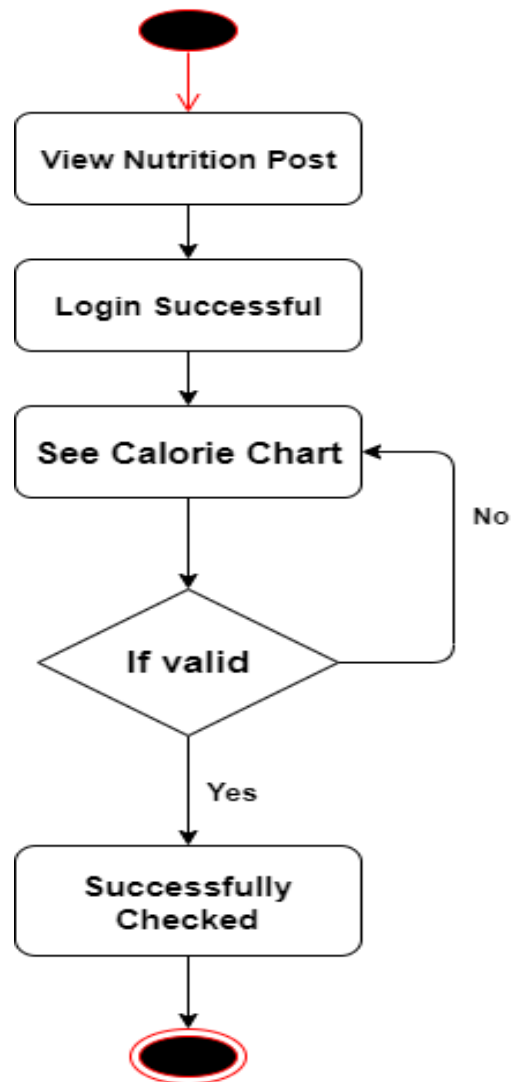 View Nutrition Post
Login Successful
See Calorie Chart
No
If valid
Yes
Successfully
Checked